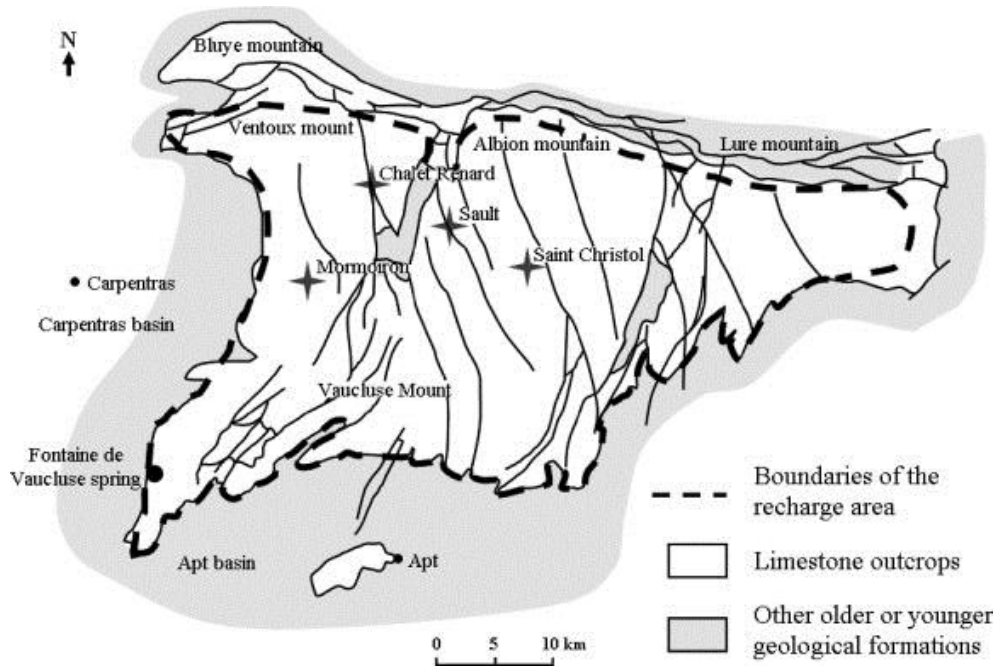 N
Bluye mountain
Ventoux mount
Albion mountain
Lure mountain
Chalet Renard
Sault
Saint Christol
Mormoiron
Carpentras
Carpentras basin
Vaucluse Mount
Fontaine de
Vaucluse spring
Apt basin
Apt
Boundaries of the
recharge area
Limestone outcrops
Other older or younger
geological formations
0 5 10 km